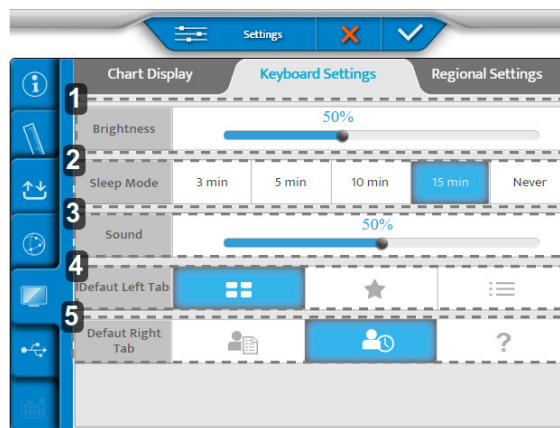 Settings
Chart Display
Keyboard Settings
Regional Settings
1
50%
Brightness
2
Sleep Mode
3 min
5 min
10 min
15 min
Never
3
50%
Sound
4
Defaut Left Tab
5
Defaut Right
Tab
?